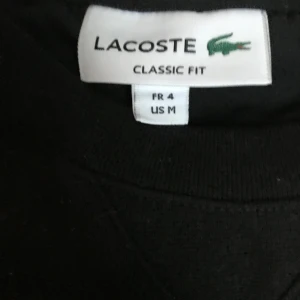 LACOSTE
CLASSIC FIT
FR 4
US M